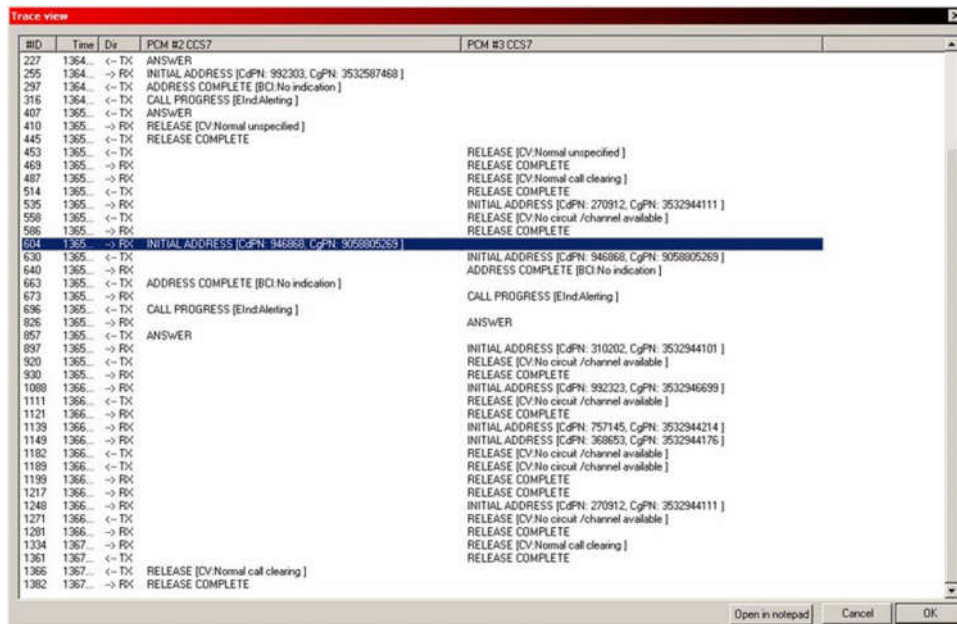 Trace view
#ID Time Dir PCM #2 CCS7 PCM #3 CCS7
227 1364... <-- TX ANSWER
255 1364... --> RX INITIAL ADDRESS [CdPN: 992303, CgPN: 3532587468 ]
297 1364... <-- TX ADDRESS COMPLETE [BCI:No indication ]
316 1364... <-- TX CALL PROGRESS [EInd:Alerting ]
407 1365... <-- TX ANSWER
410 1365... --> RX RELEASE [CV:Normal unspecified ]
445 1365... <-- TX RELEASE COMPLETE
453 1365... <-- TX RELEASE [CV:Normal unspecified ]
469 1365... --> RX RELEASE COMPLETE
487 1365... --> RX RELEASE [CV:Normal call clearing ]
514 1365... <-- TX RELEASE COMPLETE
535 1365... --> RX INITIAL ADDRESS [CdPN: 270912, CgPN: 3532944111 ]
558 1365... <-- TX RELEASE [CV:No circuit /channel available ]
586 1365... --> RX RELEASE COMPLETE
604 1365... --> RX INITIAL ADDRESS [CdPN: 946868, CgPN: 9058805269 ]
630 1365... <-- TX INITIAL ADDRESS [CdPN: 946868, CgPN: 9058805269 ]
640 1365... --> RX ADDRESS COMPLETE [BCI:No indication ]
663 1365... <-- TX ADDRESS COMPLETE [BCI:No indication ]
673 1365... --> RX CALL PROGRESS [EInd:Alerting ]
696 1365... <-- TX CALL PROGRESS [EInd:Alerting ]
826 1365... --> RX ANSWER
857 1365... <-- TX ANSWER
897 1365... --> RX INITIAL ADDRESS [CdPN: 310202, CgPN: 3532944101 ]
920 1365... <-- TX RELEASE [CV:No circuit /channel available ]
930 1365... --> RX RELEASE COMPLETE
1088 1366... --> RX INITIAL ADDRESS [CdPN: 992323, CgPN: 3532946699 ]
1111 1366... <-- TX RELEASE [CV:No circuit /channel available ]
1121 1366... --> RX RELEASE COMPLETE
1139 1366... --> RX INITIAL ADDRESS [CdPN: 757145, CgPN: 3532944214 ]
1149 1366... --> RX INITIAL ADDRESS [CdPN: 368653, CgPN: 3532944176 ]
1182 1366... <-- TX RELEASE [CV:No circuit /channel available ]
1189 1366... <-- TX RELEASE [CV:No circuit /channel available ]
1199 1366... --> RX RELEASE COMPLETE
1217 1366... --> RX RELEASE COMPLETE
1248 1366... --> RX INITIAL ADDRESS [CdPN: 270912, CgPN: 3532944111 ]
1271 1366... <-- TX RELEASE [CV:No circuit /channel available ]
1281 1366... --> RX RELEASE COMPLETE
1334 1367... --> RX RELEASE [CV:Normal call clearing ]
1361 1367... <-- TX RELEASE COMPLETE
1366 1367... <-- TX RELEASE [CV:Normal call clearing ]
1382 1367... --> RX RELEASE COMPLETE
Open in notepad Cancel OK